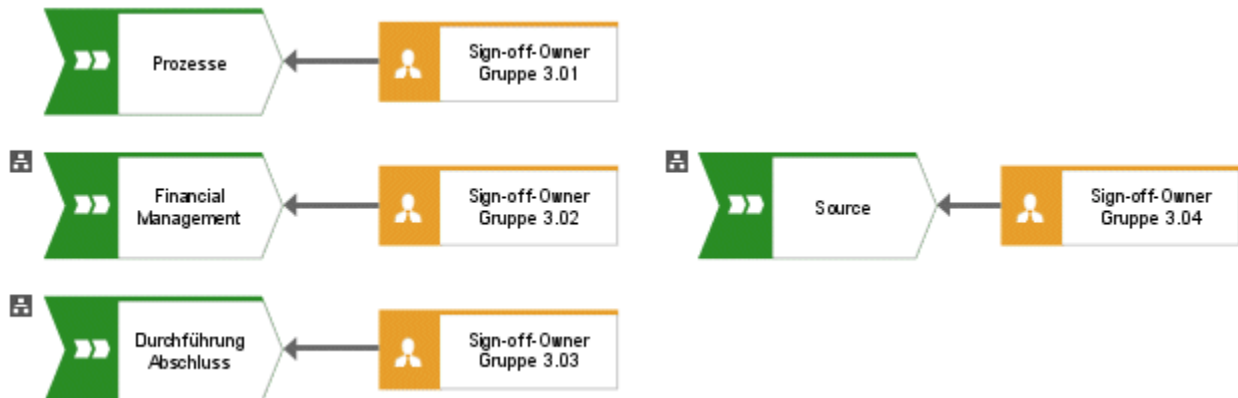 Prozesse
Sign-off-Owner
Gruppe 3.01
Financial
Management
Sign-off-Owner
Gruppe 3.02
Source
Sign-off-Owner
Gruppe 3.04
Durchführung
Abschluss
Sign-off-Owner
Gruppe 3.03